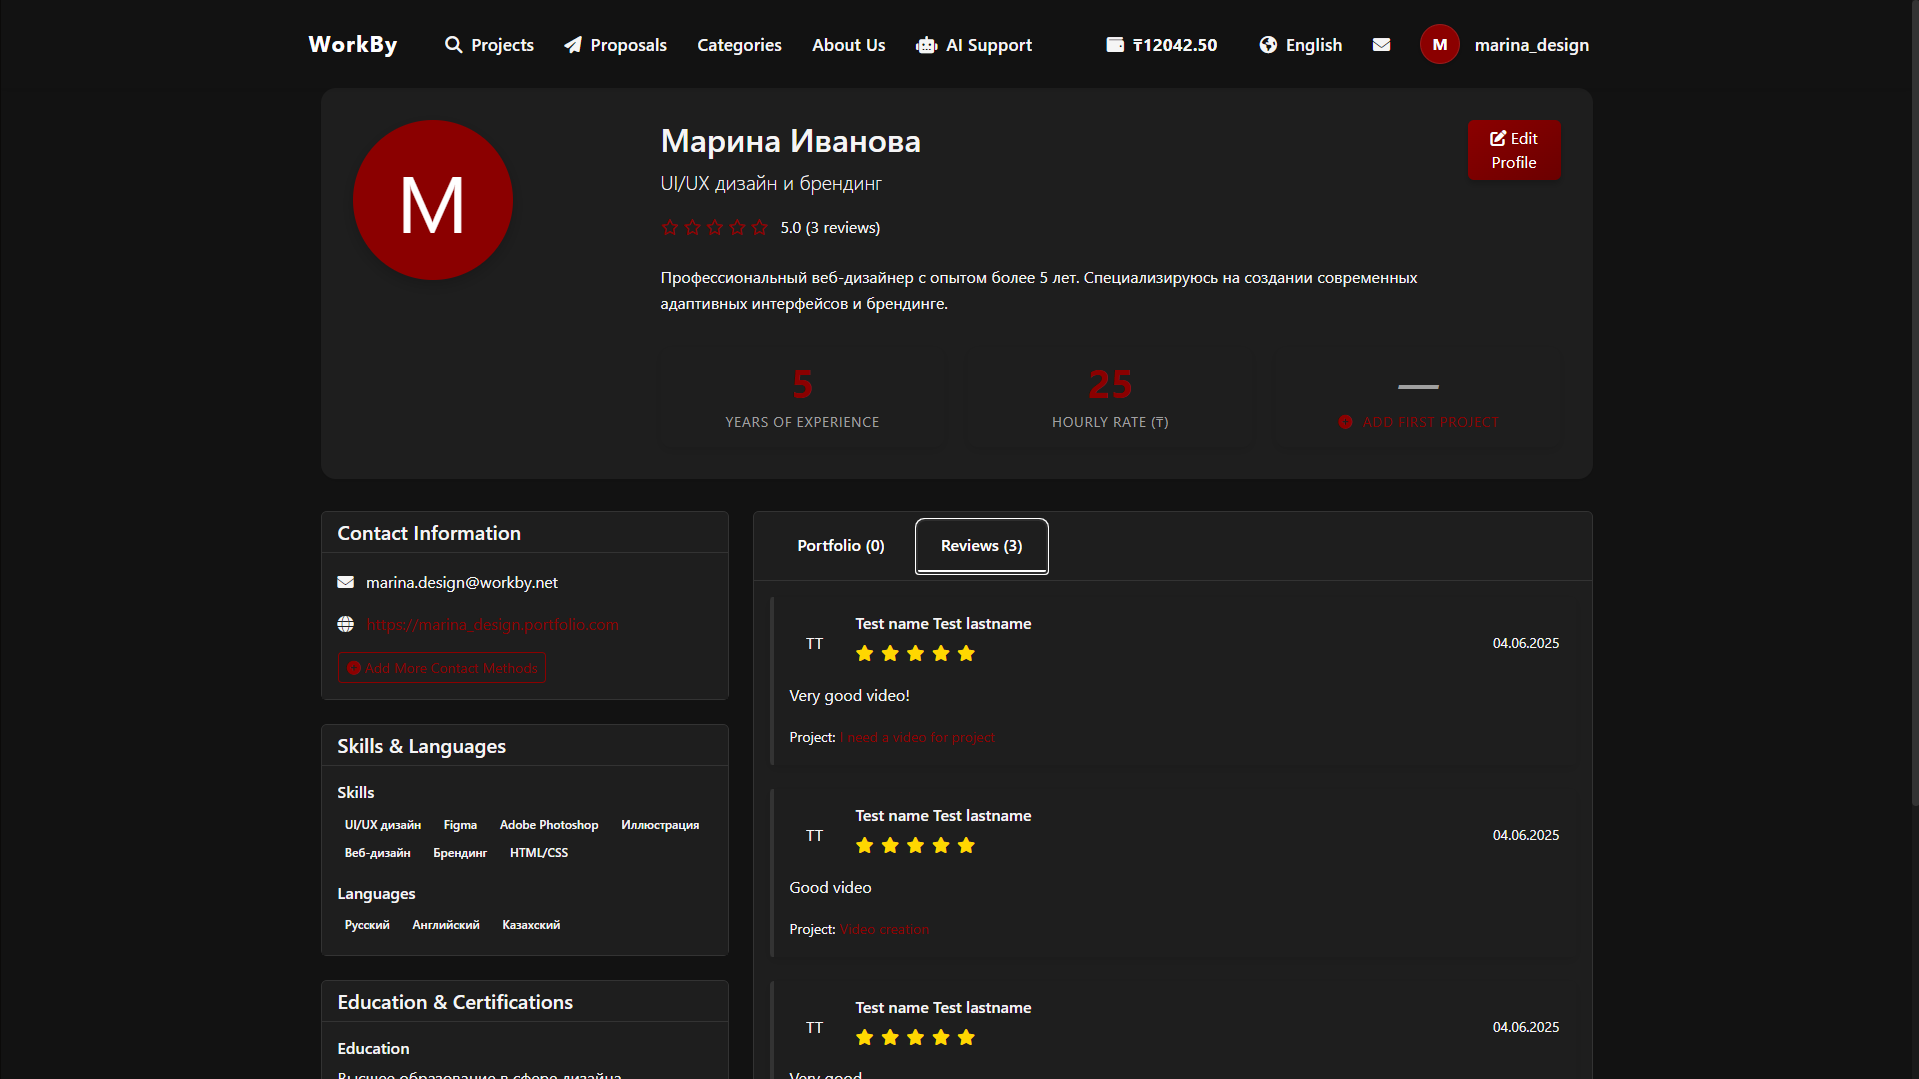 WorkBy
Projects
Proposals
Categories
About Us
AI Support
₸12042.50
English
M
marina_design
M
Марина Иванова
UI/UX дизайн и брендинг
5.0 (3 reviews)
Профессиональный веб-дизайнер с опытом более 5 лет. Специализируюсь на создании современных
адаптивных интерфейсов и брендинге.
Edit
Profile
5
YEARS OF EXPERIENCE
25
HOURLY RATE (₸)
—
ADD FIRST PROJECT
Contact Information
marina.design@workby.net
https://marina_design.portfolio.com
Add More Contact Methods
Skills & Languages
Skills
UI/UX дизайн
Figma
Adobe Photoshop
Иллюстрация
Веб-дизайн
Брендинг
HTML/CSS
Languages
Русский
Английский
Казахский
Education & Certifications
Education
Высшее образование в сфере дизайна
Portfolio (0)
Reviews (3)
TT
Test name Test lastname
04.06.2025
Very good video!
Project: I need a video for project
TT
Test name Test lastname
04.06.2025
Good video
Project: Video creation
TT
Test name Test lastname
04.06.2025
Very good